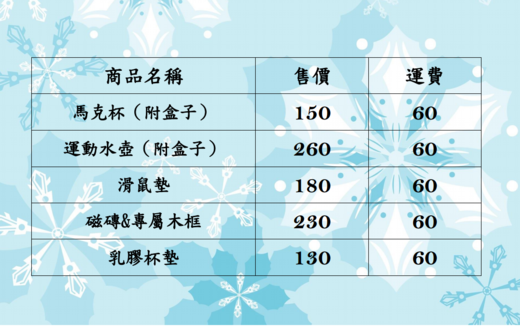 商品名稱 售價 運費
馬克杯（附盒子） 150 60
運動水壺（附盒子） 260 60
滑鼠墊 180 60
磁磚&專屬木框 230 60
乳膠杯墊 130 60